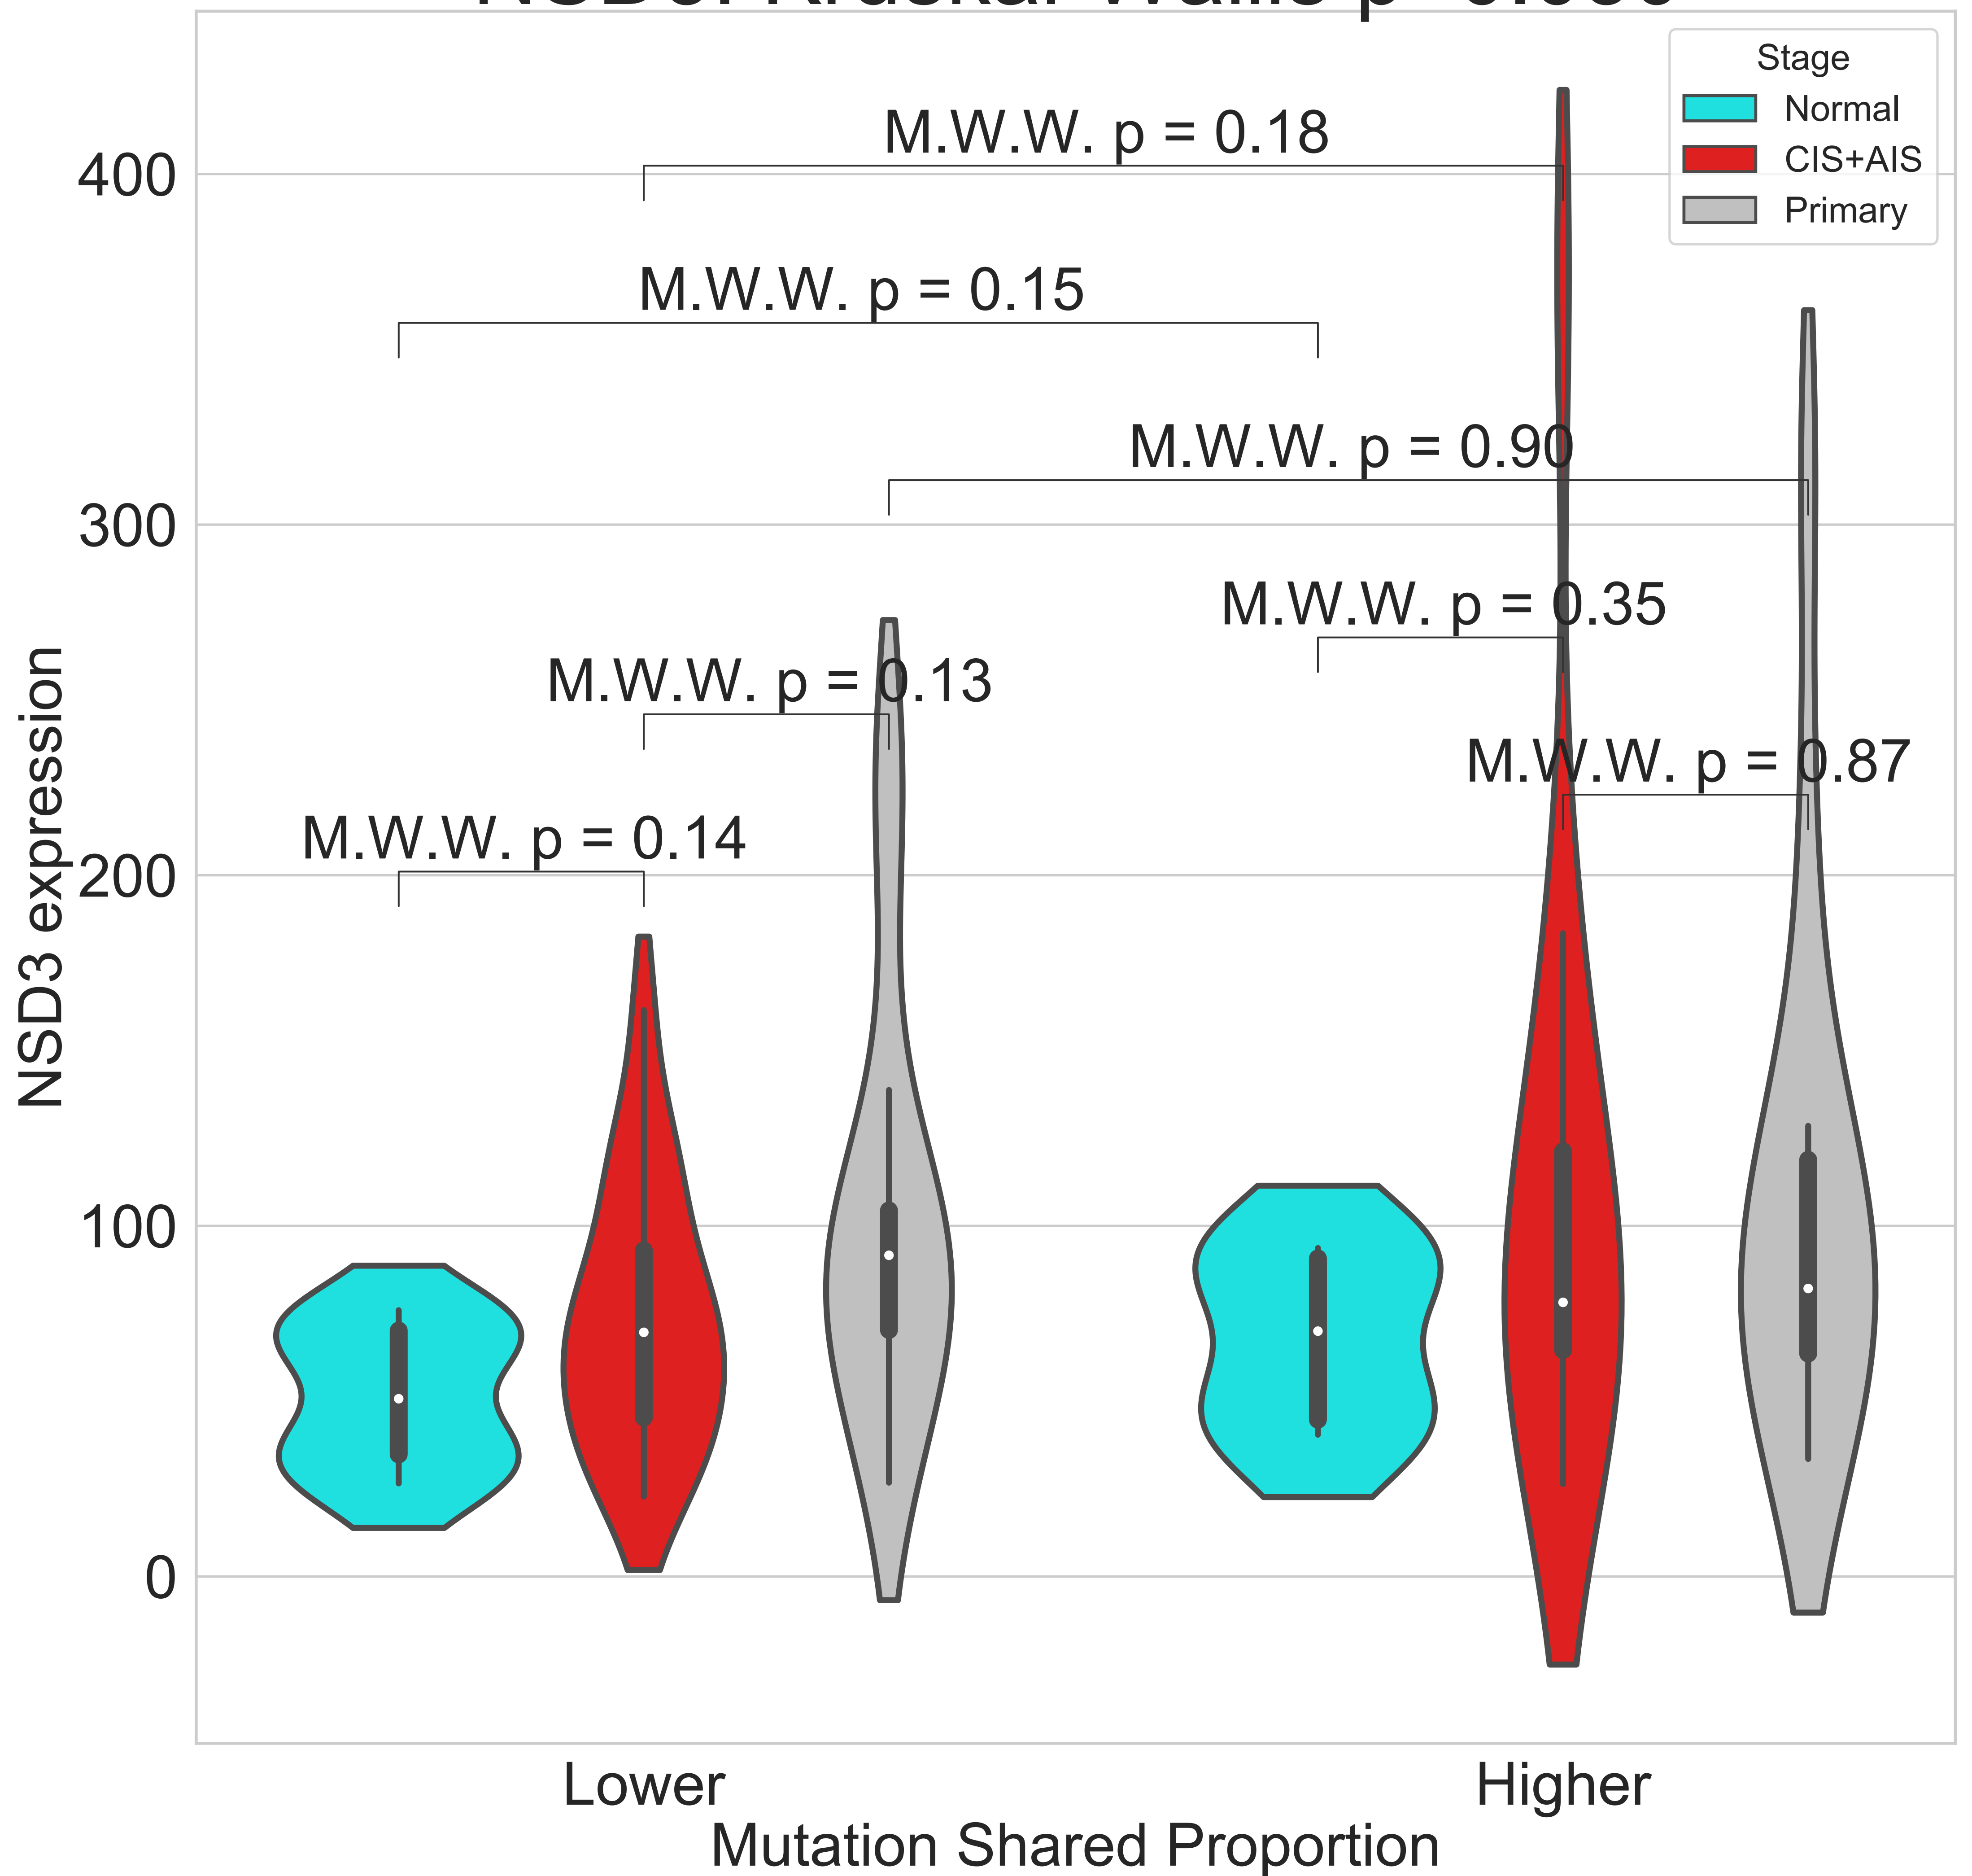 Stage
Normal
CIS+AIS
Primary
M.W.W. p = 0.18
400
M.W.W. p = 0.15
M.W.W. p = 0.90
300
M.W.W. p = 0.35
M.W.W. p = 0.13
M.W.W. p = 0.87
M.W.W. p = 0.14
200
NSD3 expression
100
0
Lower
Higher
Mutation Shared Proportion